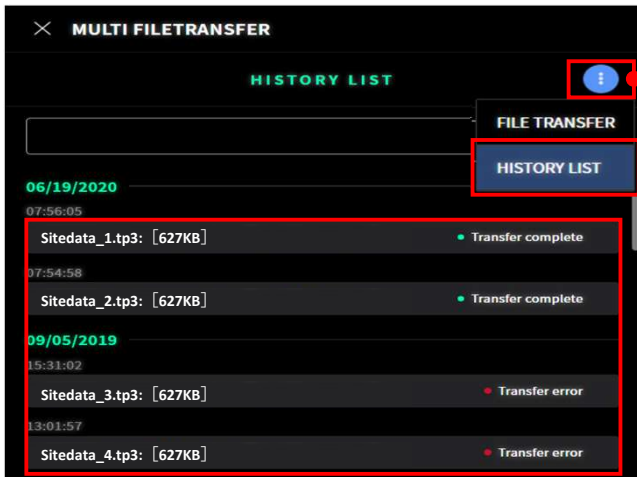 MULTI FILETRANSFER
HISTORY LIST
FILE TRANSFER
HISTORY LIST
06/19/2020
07:56:05
Sitedata_1.tp3:［627KB］ Transfer complete
07:54:58
Sitedata_2.tp3:［627KB］ Transfer complete
09/05/2019
15:31:02
Sitedata_3.tp3:［627KB］ Transfer error
13:01:57
Sitedata_4.tp3:［627KB］ Transfer error